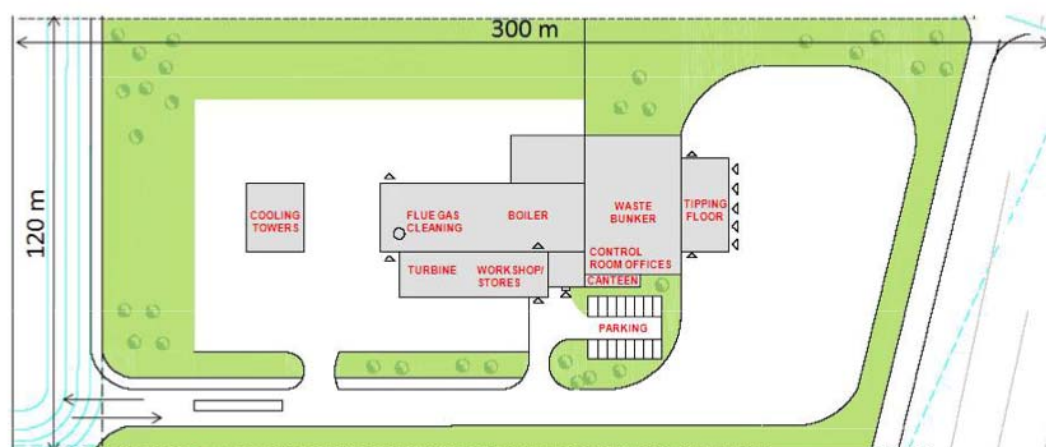 300 m
120 m
COOLING
TOWERS
FLUE GAS
CLEANING
BOILER
WASTE
BUNKER
TIPPING
FLOOR
TURBINE
WORKSHOP/
STORES
CONTROL
ROOM OFFICES
CANTEEN
PARKING